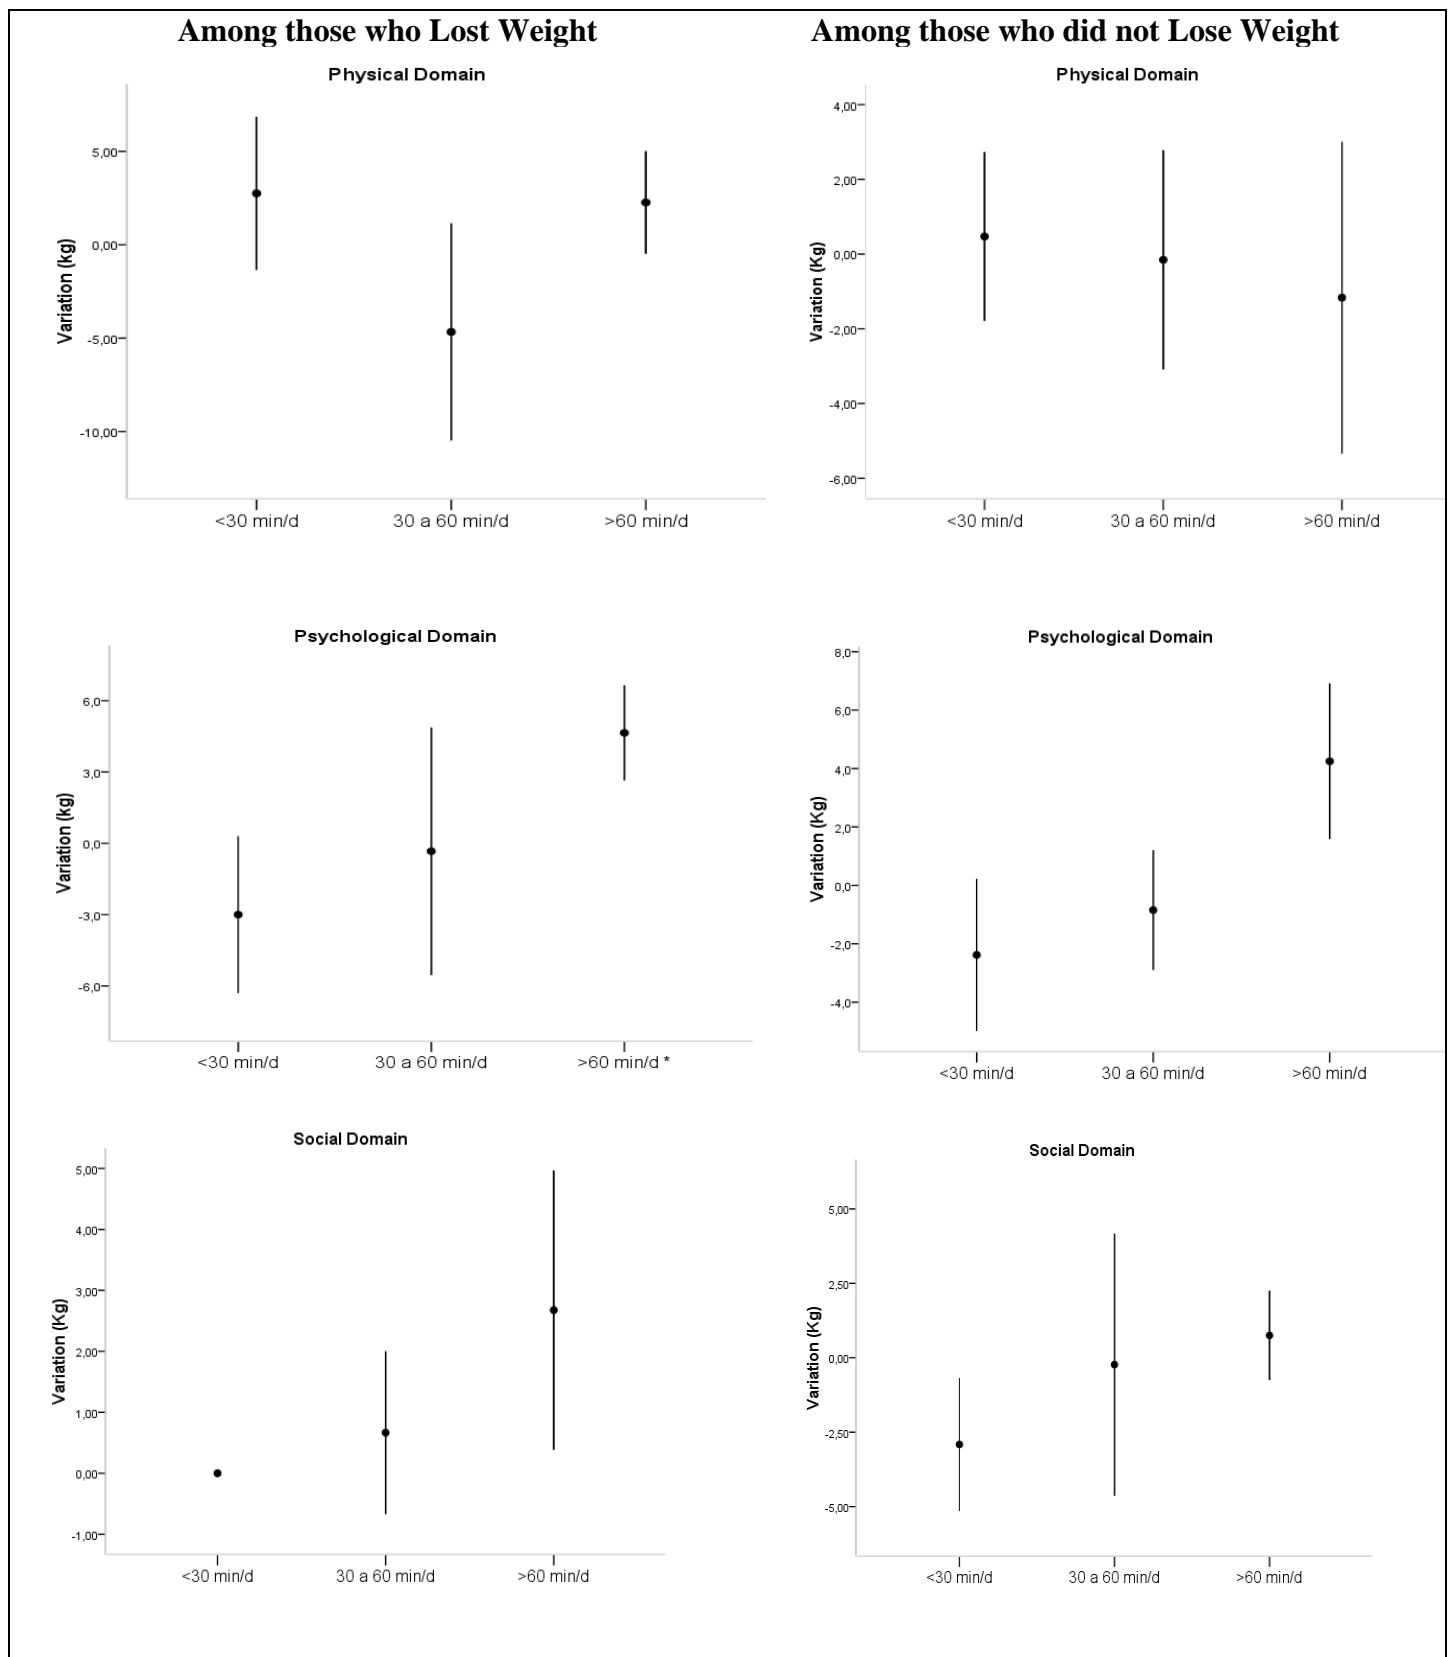 Among those who Lost Weight
Among those who did not Lose Weight
Physical Domain
Variation (kg)
5,00
0,00
-5,00
-10,00
<30 min/d
30 a 60 min/d
>60 min/d
Physical Domain
Variation (Kg)
4,00
2,00
0,00
-2,00
-4,00
-6,00
<30 min/d
30 a 60 min/d
>60 min/d
Psychological Domain
Variation (kg)
6,0
3,0
0,0
-3,0
-6,0
<30 min/d
30 a 60 min/d
>60 min/d *
Psychological Domain
Variation (Kg)
8,0
6,0
4,0
2,0
0,0
-2,0
-4,0
<30 min/d
30 a 60 min/d
>60 min/d
Social Domain
Variation (Kg)
5,00
4,00
3,00
2,00
1,00
0,00
-1,00
<30 min/d
30 a 60 min/d
>60 min/d
Social Domain
Variation (Kg)
5,00
2,50
0,00
-2,50
-5,00
<30 min/d
30 a 60 min/d
>60 min/d